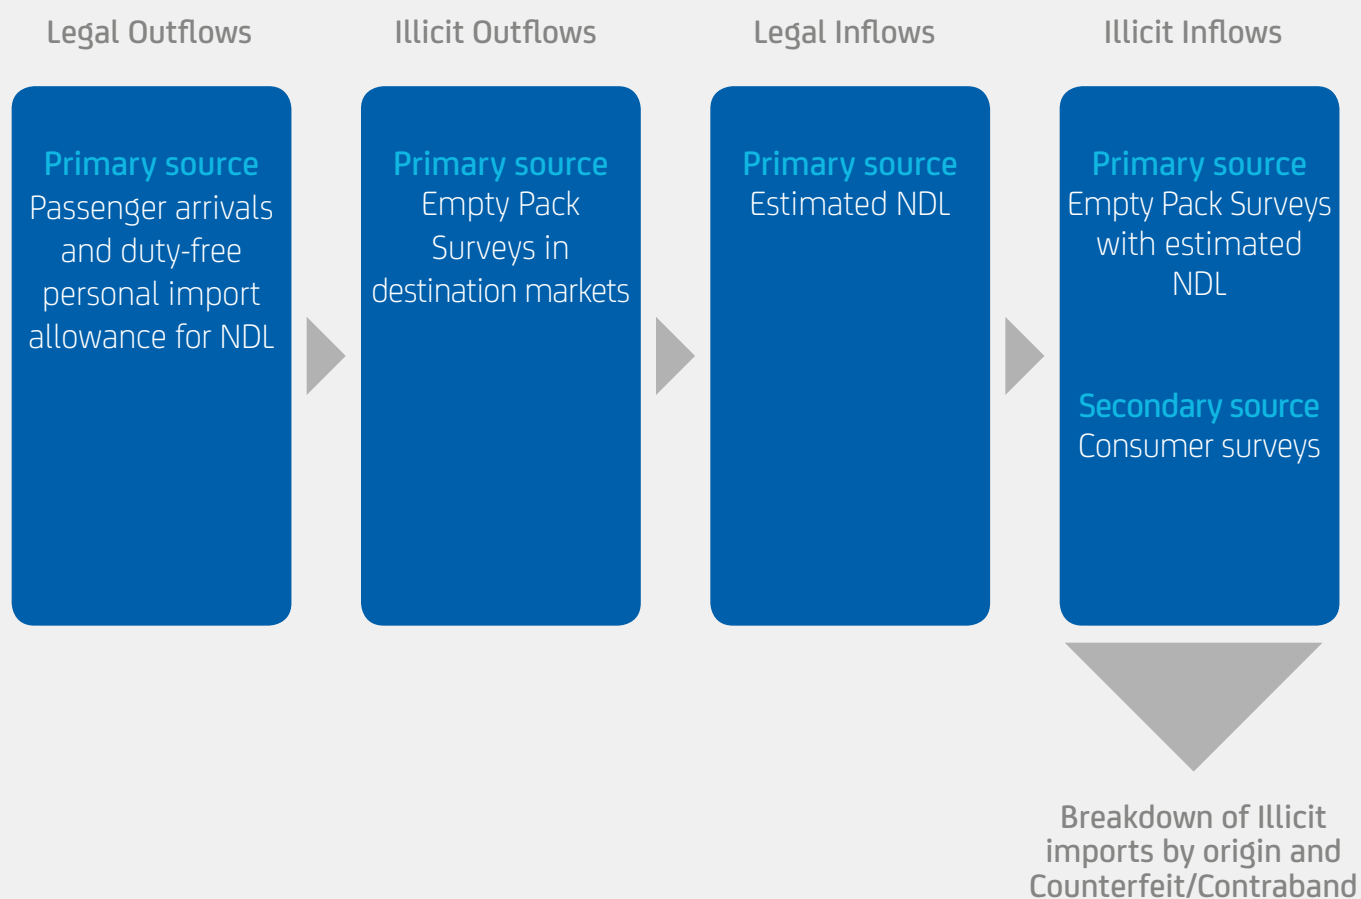 Legal Outflows
Illicit Outflows
Legal Inflows
Illicit Inflows
Primary source
Passenger arrivals
and duty-free
personal import
allowance for NDL
Primary source
Empty Pack
Surveys in
destination markets
Primary source
Estimated NDL
Primary source
Empty Pack Surveys
with estimated
NDL
Secondary source
Consumer surveys
Breakdown of Illicit
imports by origin and
Counterfeit/Contraband